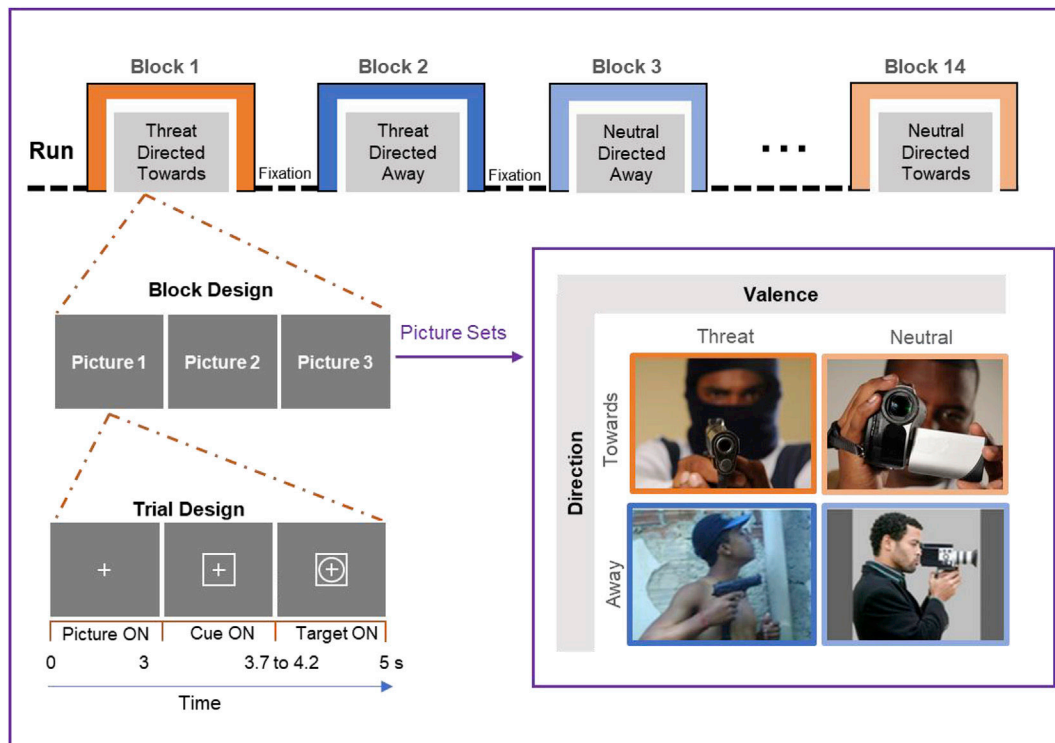 Block 1
Block 2
Block 3
Block 14
Run
Threat
Directed
Towards
Fixation
Threat
Directed
Away
Fixation
Neutral
Directed
Away
...
Neutral
Directed
Towards
Block Design
Picture 1
Picture 2
Picture 3
Picture Sets
Trial Design
Picture ON
Cue ON
Target ON
0
3
3.7 to 4.2
5 s
Time
Valence
Threat
Neutral
Direction
Towards
Away